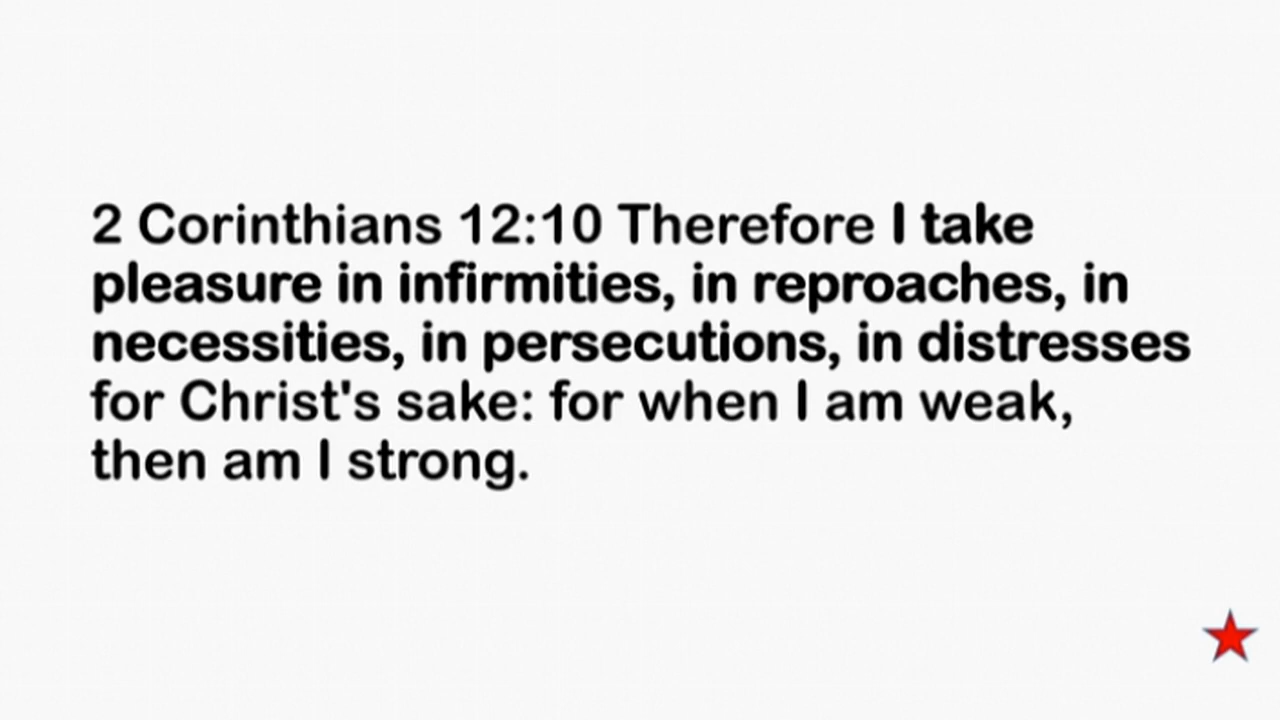 2 Corinthians 12:10 Therefore I take
pleasure in infirmities, in reproaches, in
necessities, in persecutions, in distresses
for Christ's sake: for when I am weak,
then am I strong.